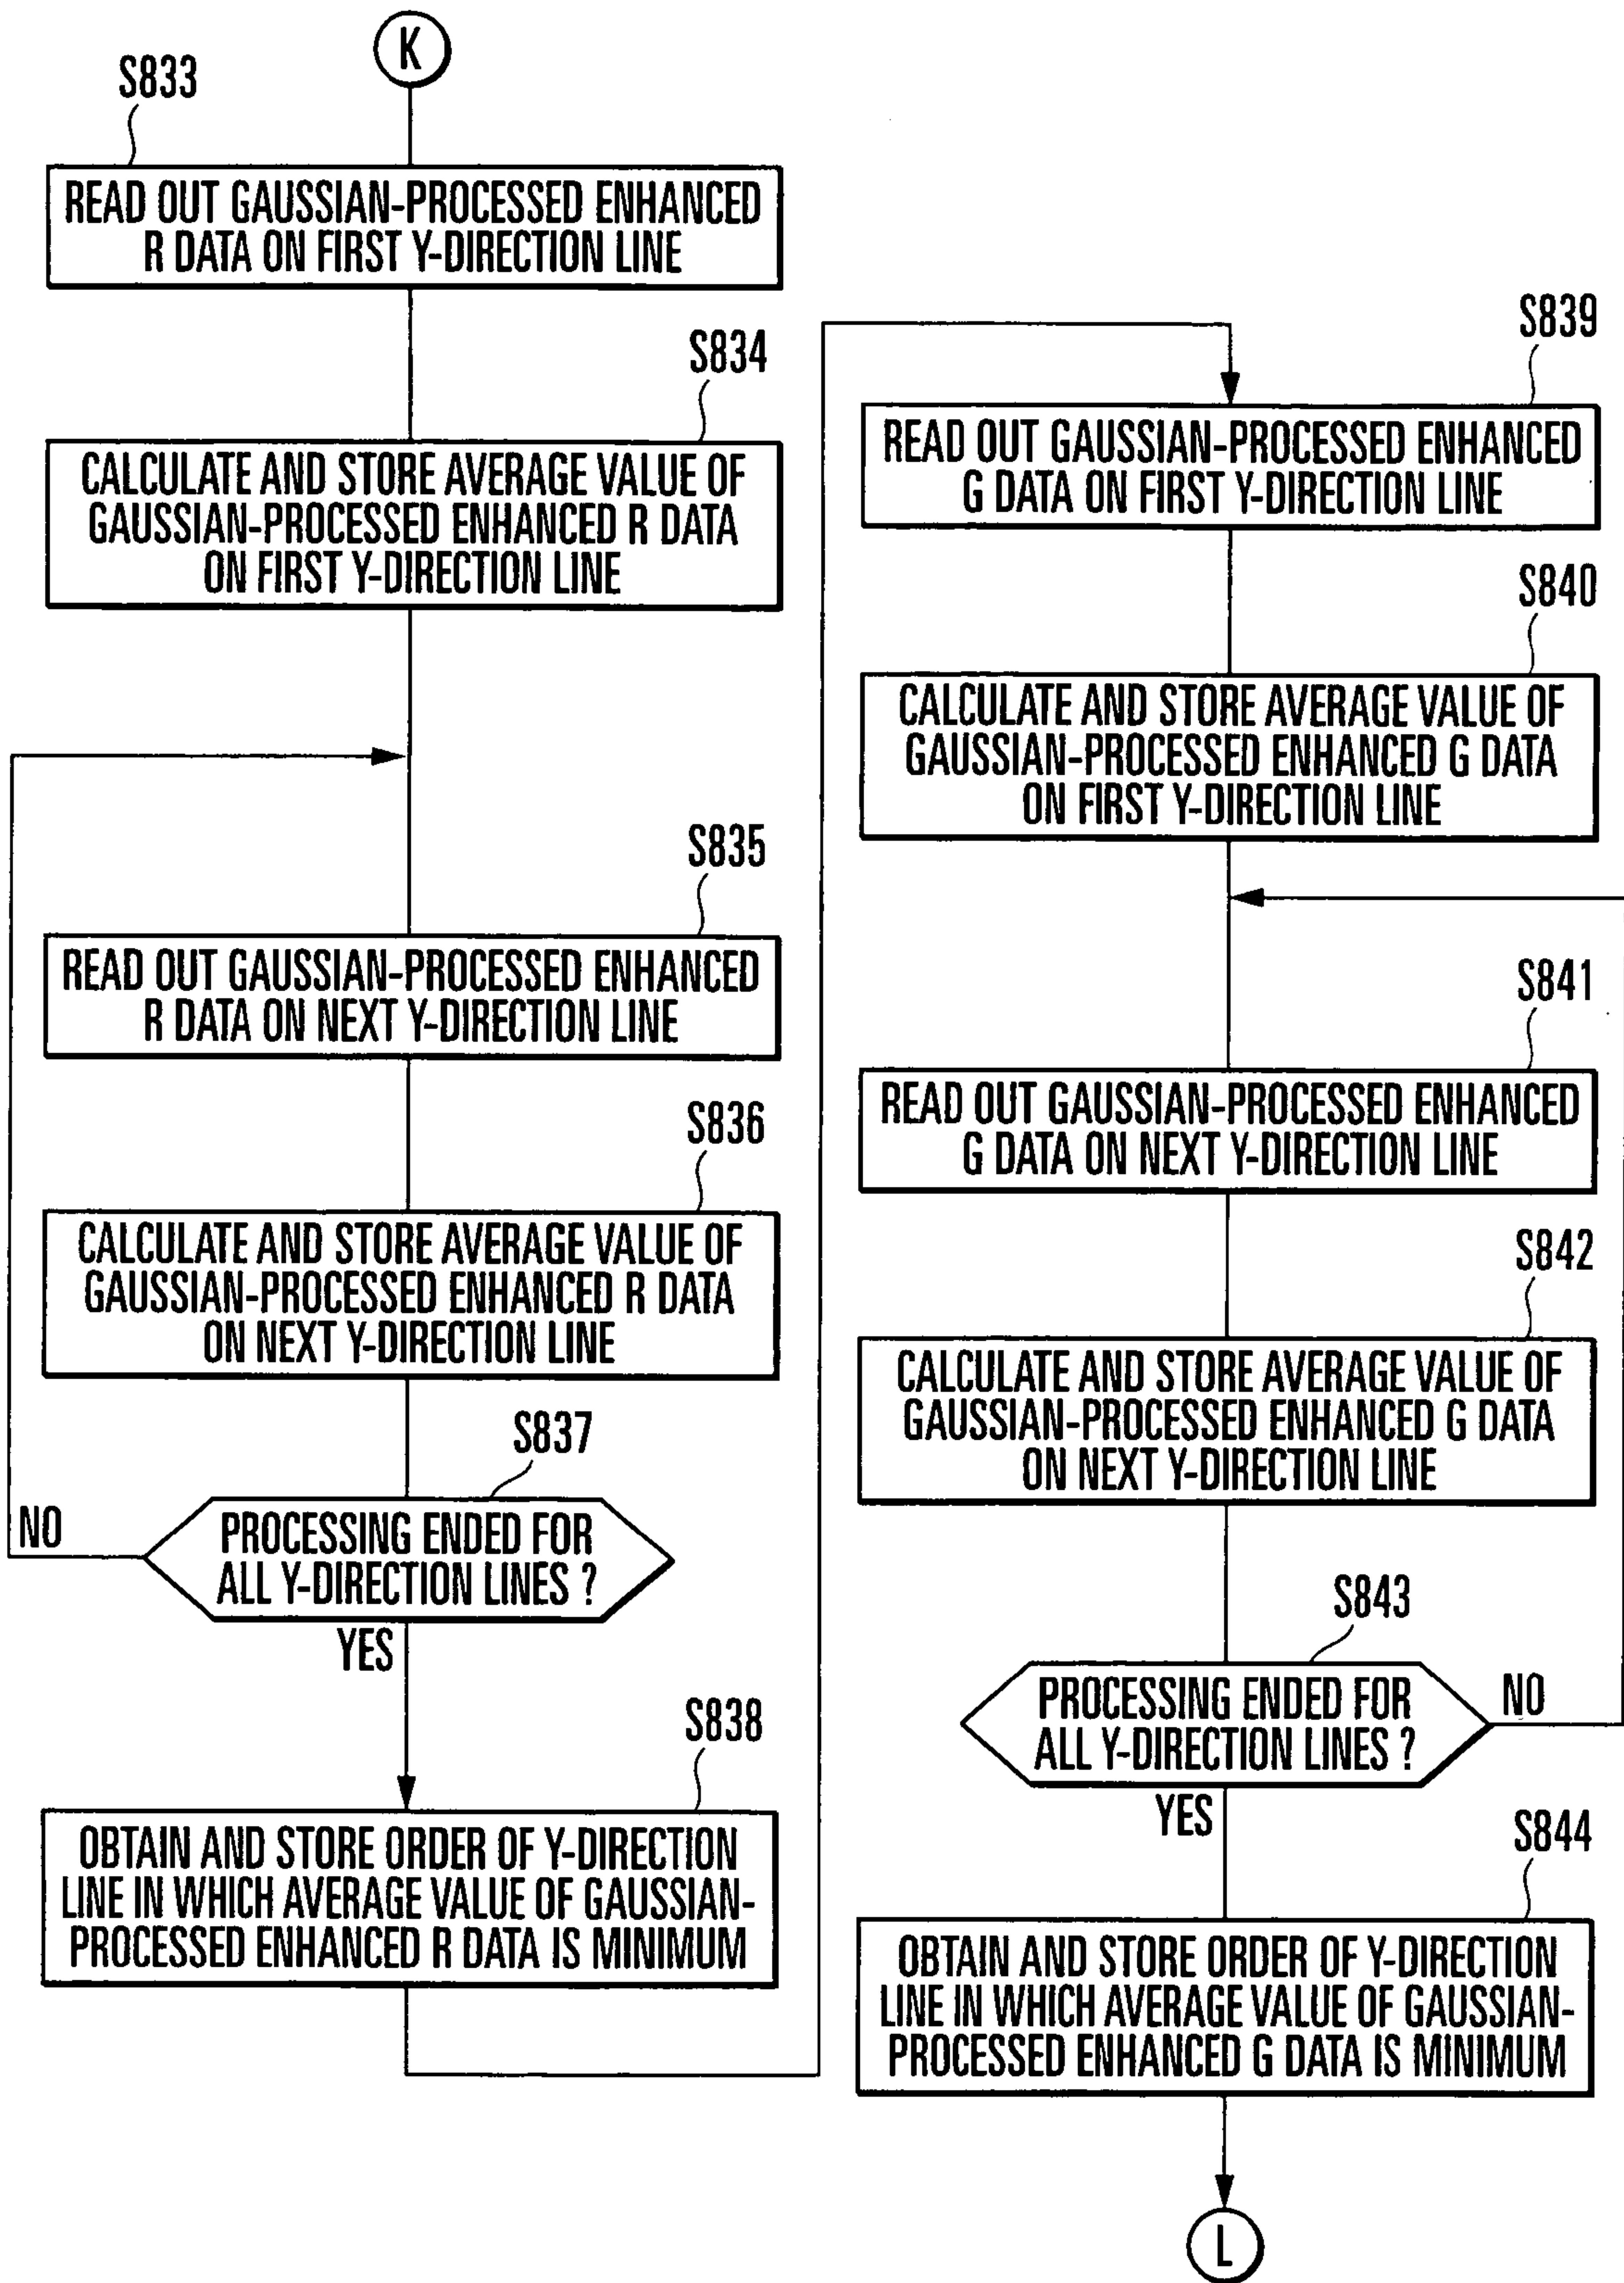 K
S833
READ OUT GAUSSIAN-PROCESSED ENHANCED
R DATA ON FIRST Y-DIRECTION LINE
S834
CALCULATE AND STORE AVERAGE VALUE OF
GAUSSIAN-PROCESSED ENHANCED R DATA
ON FIRST Y-DIRECTION LINE
S835
READ OUT GAUSSIAN-PROCESSED ENHANCED
R DATA ON NEXT Y-DIRECTION LINE
S836
CALCULATE AND STORE AVERAGE VALUE OF
GAUSSIAN-PROCESSED ENHANCED R DATA
ON NEXT Y-DIRECTION LINE
S837
NO
PROCESSING ENDED FOR
ALL Y-DIRECTION LINES ?
YES
S838
OBTAIN AND STORE ORDER OF Y-DIRECTION
LINE IN WHICH AVERAGE VALUE OF GAUSSIAN-
PROCESSED ENHANCED R DATA IS MINIMUM
S839
READ OUT GAUSSIAN-PROCESSED ENHANCED
G DATA ON FIRST Y-DIRECTION LINE
S840
CALCULATE AND STORE AVERAGE VALUE OF
GAUSSIAN-PROCESSED ENHANCED G DATA
ON FIRST Y-DIRECTION LINE
S841
READ OUT GAUSSIAN-PROCESSED ENHANCED
G DATA ON NEXT Y-DIRECTION LINE
S842
CALCULATE AND STORE AVERAGE VALUE OF
GAUSSIAN-PROCESSED ENHANCED G DATA
ON NEXT Y-DIRECTION LINE
S843
PROCESSING ENDED FOR
ALL Y-DIRECTION LINES ?
NO
YES
S844
OBTAIN AND STORE ORDER OF Y-DIRECTION
LINE IN WHICH AVERAGE VALUE OF GAUSSIAN-
PROCESSED ENHANCED G DATA IS MINIMUM
L